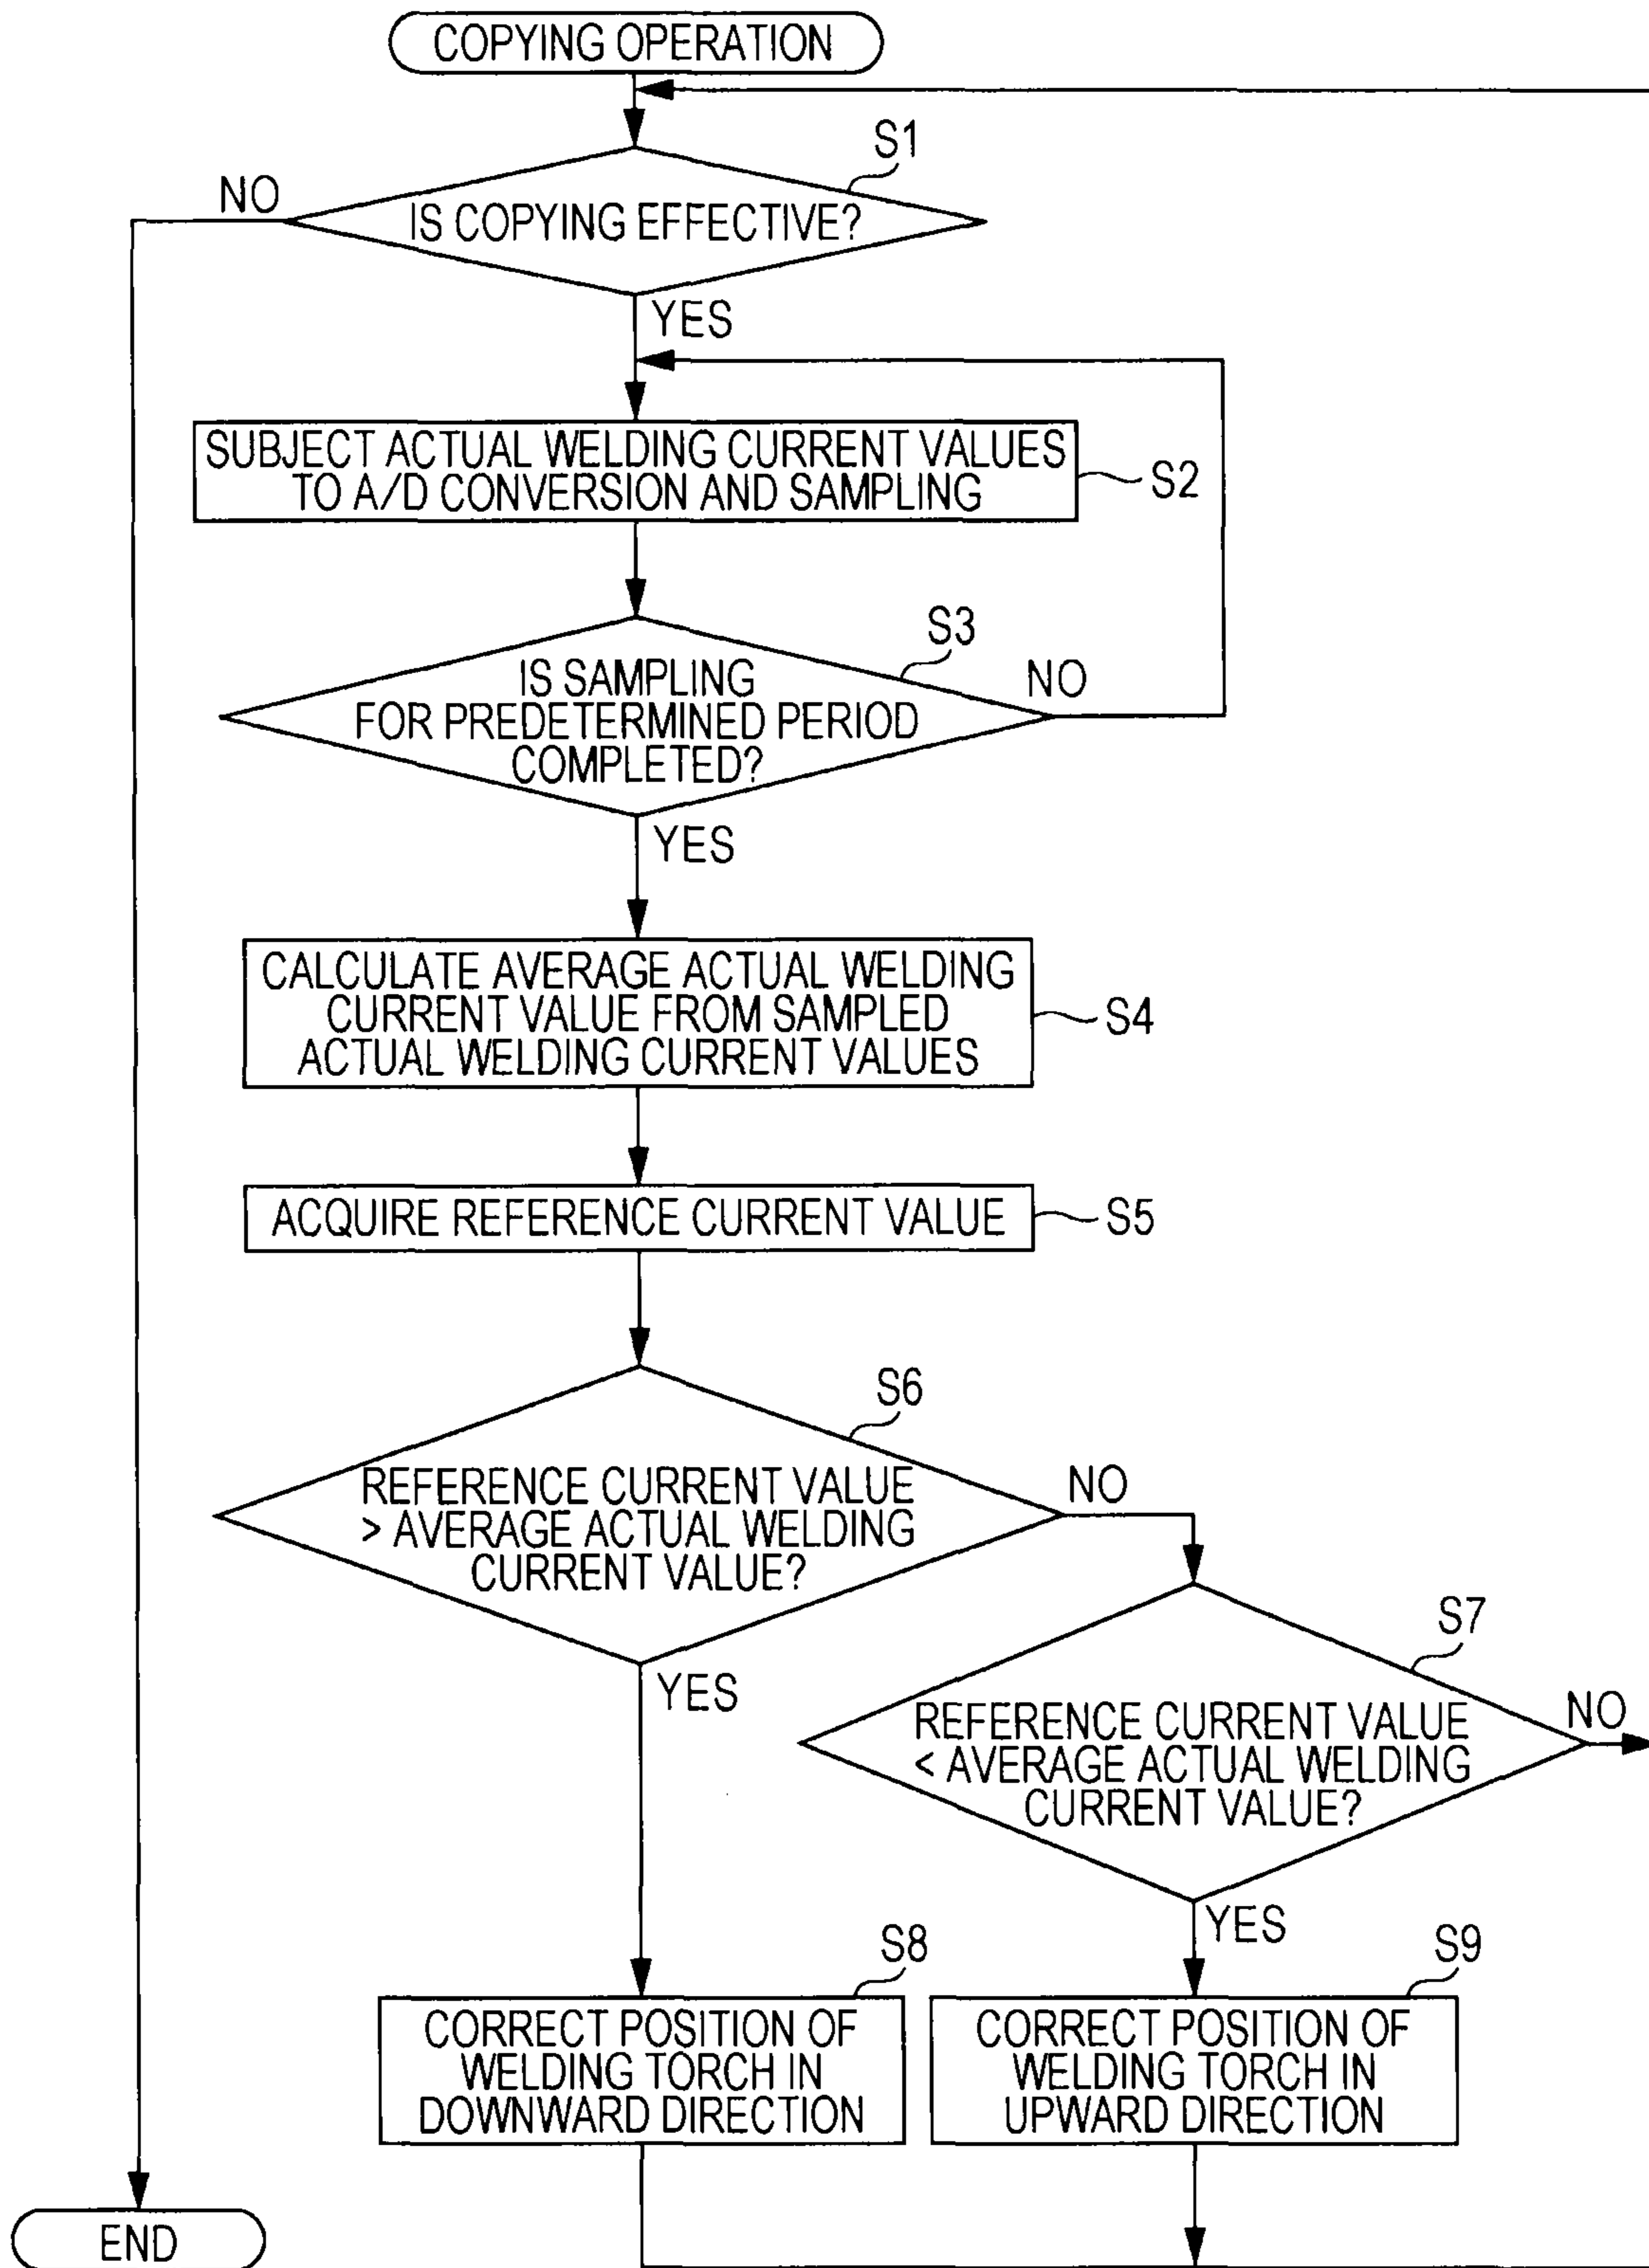 COPYING OPERATION
S1
NO
IS COPYING EFFECTIVE?
YES
SUBJECT ACTUAL WELDING CURRENT VALUES
TO A/D CONVERSION AND SAMPLING
S2
S3
IS SAMPLING
FOR PREDETERMINED PERIOD
COMPLETED?
NO
YES
CALCULATE AVERAGE ACTUAL WELDING
CURRENT VALUE FROM SAMPLED
ACTUAL WELDING CURRENT VALUES
S4
ACQUIRE REFERENCE CURRENT VALUE
S5
S6
REFERENCE CURRENT VALUE
> AVERAGE ACTUAL WELDING
CURRENT VALUE?
NO
YES
S7
REFERENCE CURRENT VALUE
< AVERAGE ACTUAL WELDING
CURRENT VALUE?
NO
YES
S8
CORRECT POSITION OF
WELDING TORCH IN
DOWNWARD DIRECTION
S9
CORRECT POSITION OF
WELDING TORCH IN
UPWARD DIRECTION
END